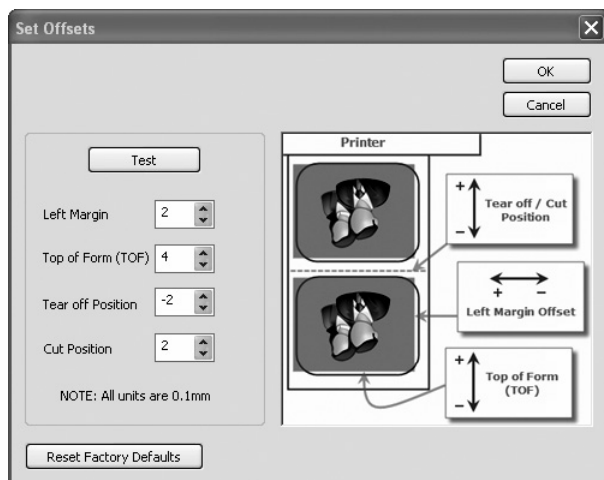 Set Offsets
OK
Cancel
Test
Left Margin 2
Top of Form (TOF) 4
Tear off Position -2
Cut Position 2
NOTE: All units are 0.1mm
Reset Factory Defaults
Printer
+
−
Tear off / Cut
Position
+ −
Left Margin Offset
+
−
Top of Form
(TOF)